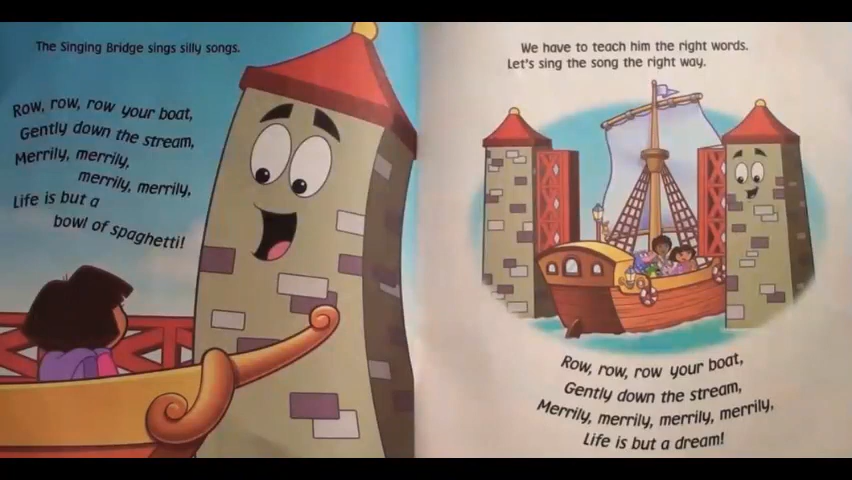 The Singing Bridge sings silly songs.
Row, row, row your boat,
Gently down the stream,
Merrily, merrily,
merrily, merrily,
Life is but a
bowl of spaghetti!
We have to teach him the right words.
Let's sing the song the right way.
Row, row, row your boat,
Gently down the stream,
Merrily, merrily, merrily, merrily,
Life is but a dream!